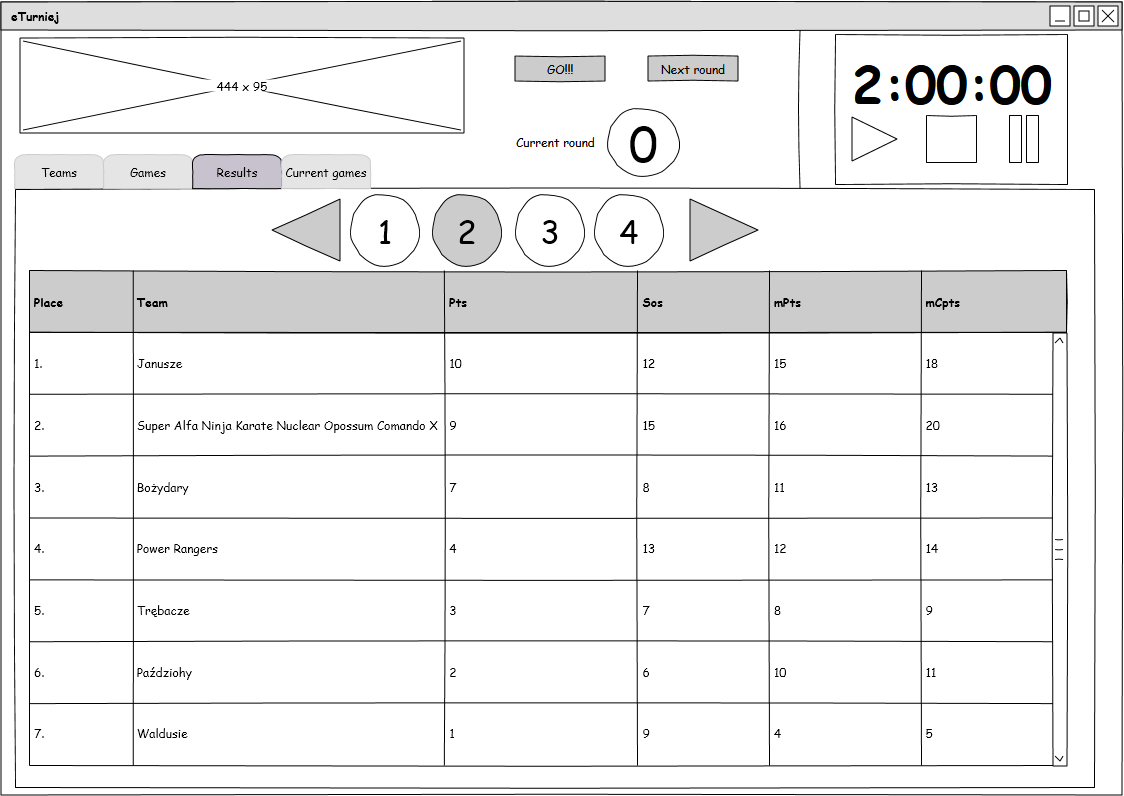 eTurniej
444 x 95
GO!!!
Next round
2:00:00
Current round
0
Teams
Games
Results
Current games
1
2
3
4
Place Team Pts Sos mPts mCpts
1. Janusze 10 12 15 18
2. Super Alfa Ninja Karate Nuclear Opossum Comando X 9 15 16 20
3. Bożydary 7 8 11 13
4. Power Rangers 4 13 12 14
5. Trębacze 3 7 8 9
6. Paździohy 2 6 10 11
7. Waldusie 1 9 4 5